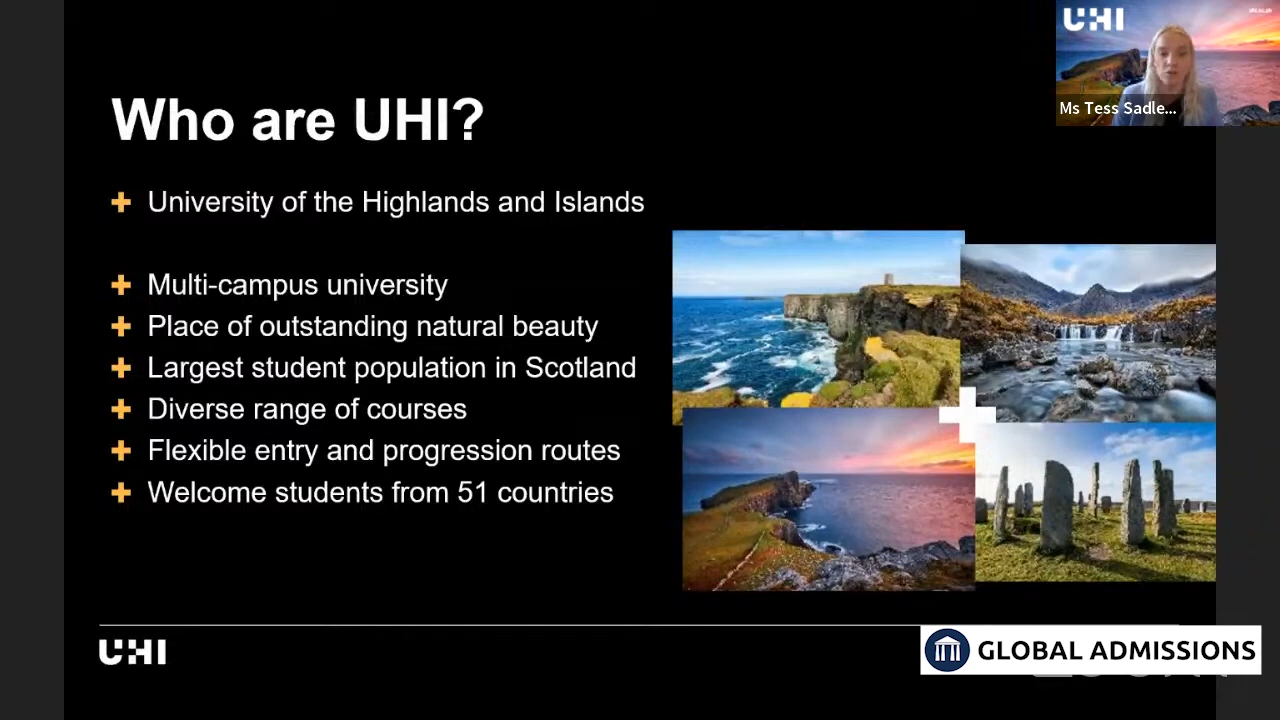 UHI
Ms Tess Sadle...
Who are UHI?
University of the Highlands and Islands
Multi-campus university
Place of outstanding natural beauty
Largest student population in Scotland
Diverse range of courses
Flexible entry and progression routes
Welcome students from 51 countries
UHI
GLOBAL ADMISSIONS